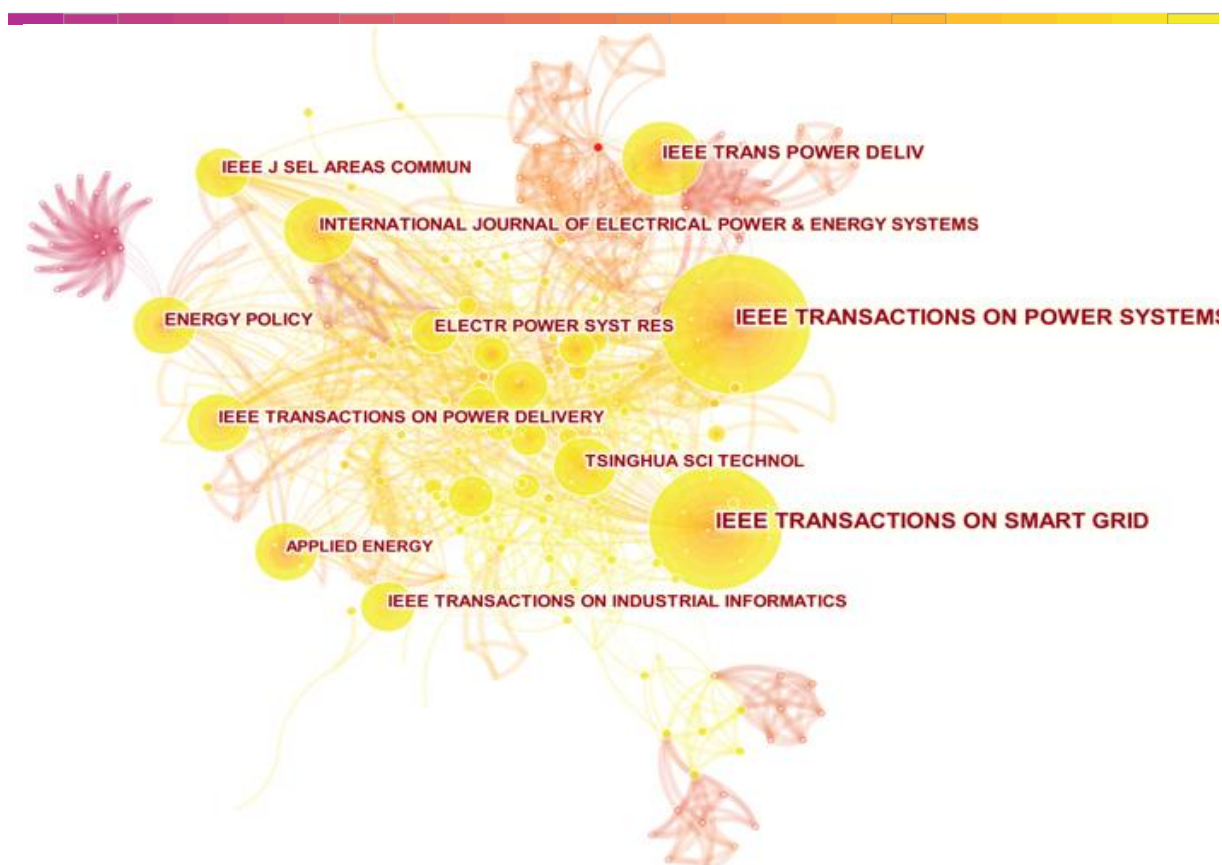 IEEE TRANS POWER DELIV
IEEE J SEL AREAS COMMUN
INTERNATIONAL JOURNAL OF ELECTRICAL POWER & ENERGY SYSTEMS
ENERGY POLICY
ELECTR POWER SYST RES
IEEE TRANSACTIONS ON POWER SYSTEMS
IEEE TRANSACTIONS ON POWER DELIVERY
TSINGHUA SCI TECHNOL
IEEE TRANSACTIONS ON SMART GRID
APPLIED ENERGY
IEEE TRANSACTIONS ON INDUSTRIAL INFORMATICS